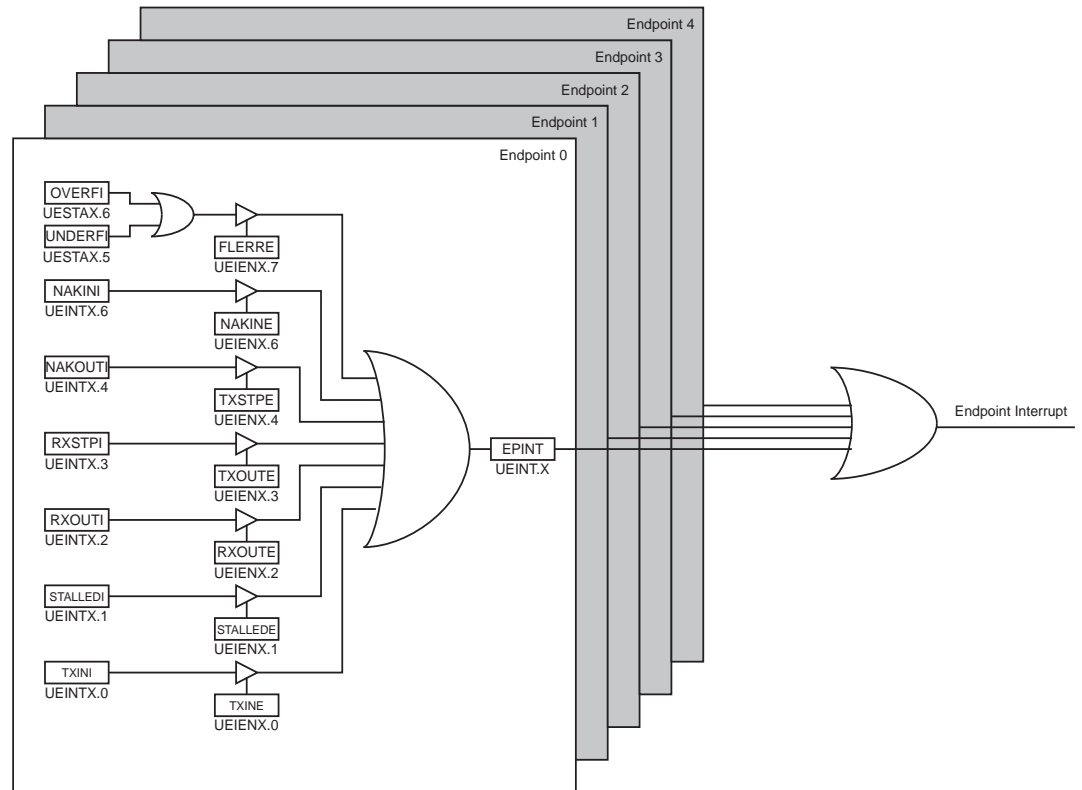 Endpoint 4
Endpoint 3
Endpoint 2
Endpoint 1
Endpoint 0
OVERFI
UESTAX.6
UNDERFI
UESTAX.5
FLERRE
UEIENX.7
NAKINI
UEINTX.6
NAKINE
UEIENX.6
NAKOUTI
UEINTX.4
TXSTPE
UEIENX.4
RXSTPI
UEINTX.3
TXOUTE
UEIENX.3
RXOUTI
UEINTX.2
RXOUTE
UEIENX.2
STALLEDI
UEINTX.1
STALLEDE
UEIENX.1
TXINI
UEINTX.0
TXINE
UEIENX.0
EPINT
UEINT.X
Endpoint Interrupt